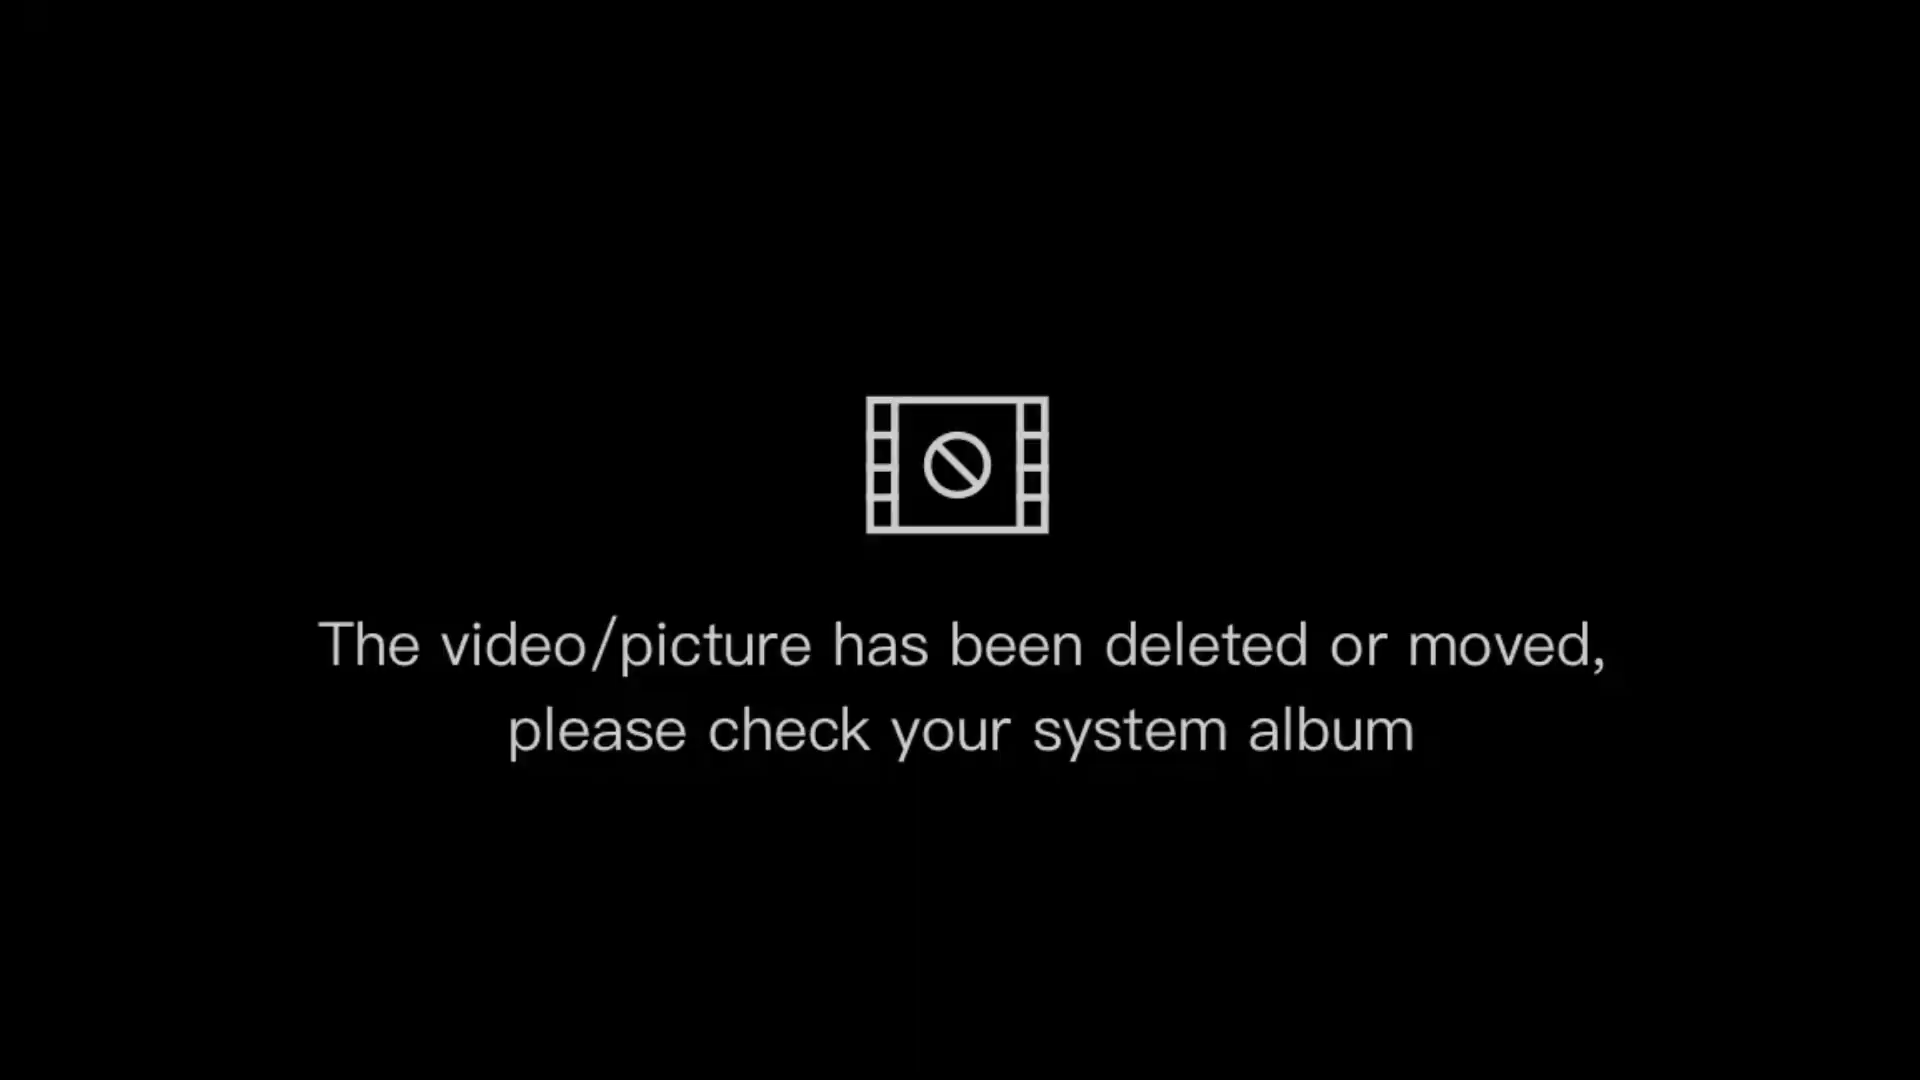 The video/picture has been deleted or moved,
please check your system album